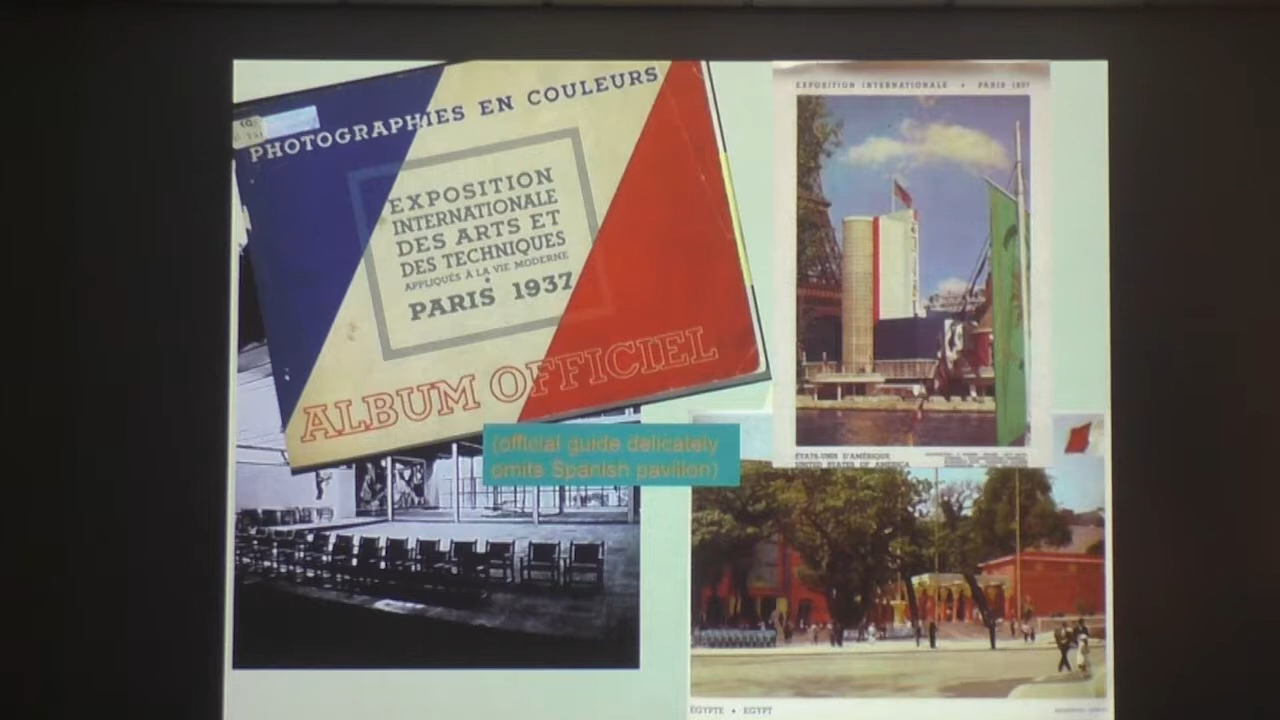 PHOTOGRAPHIES EN COULEURS
EXPOSITION
INTERNATIONALE
DES ARTS ET
DES TECHNIQUES
APPLIQUÉS À LA VIE MODERNE
PARIS 1937
ALBUM OFFICIEL
(official guide delicately
omits Spanish pavilion)
EXPOSITION INTERNATIONALE • PARIS 1937
ÉTATS-UNIS D'AMÉRIQUE
UNITED STATES OF AMERICA
ÉGYPTE • EGYPT